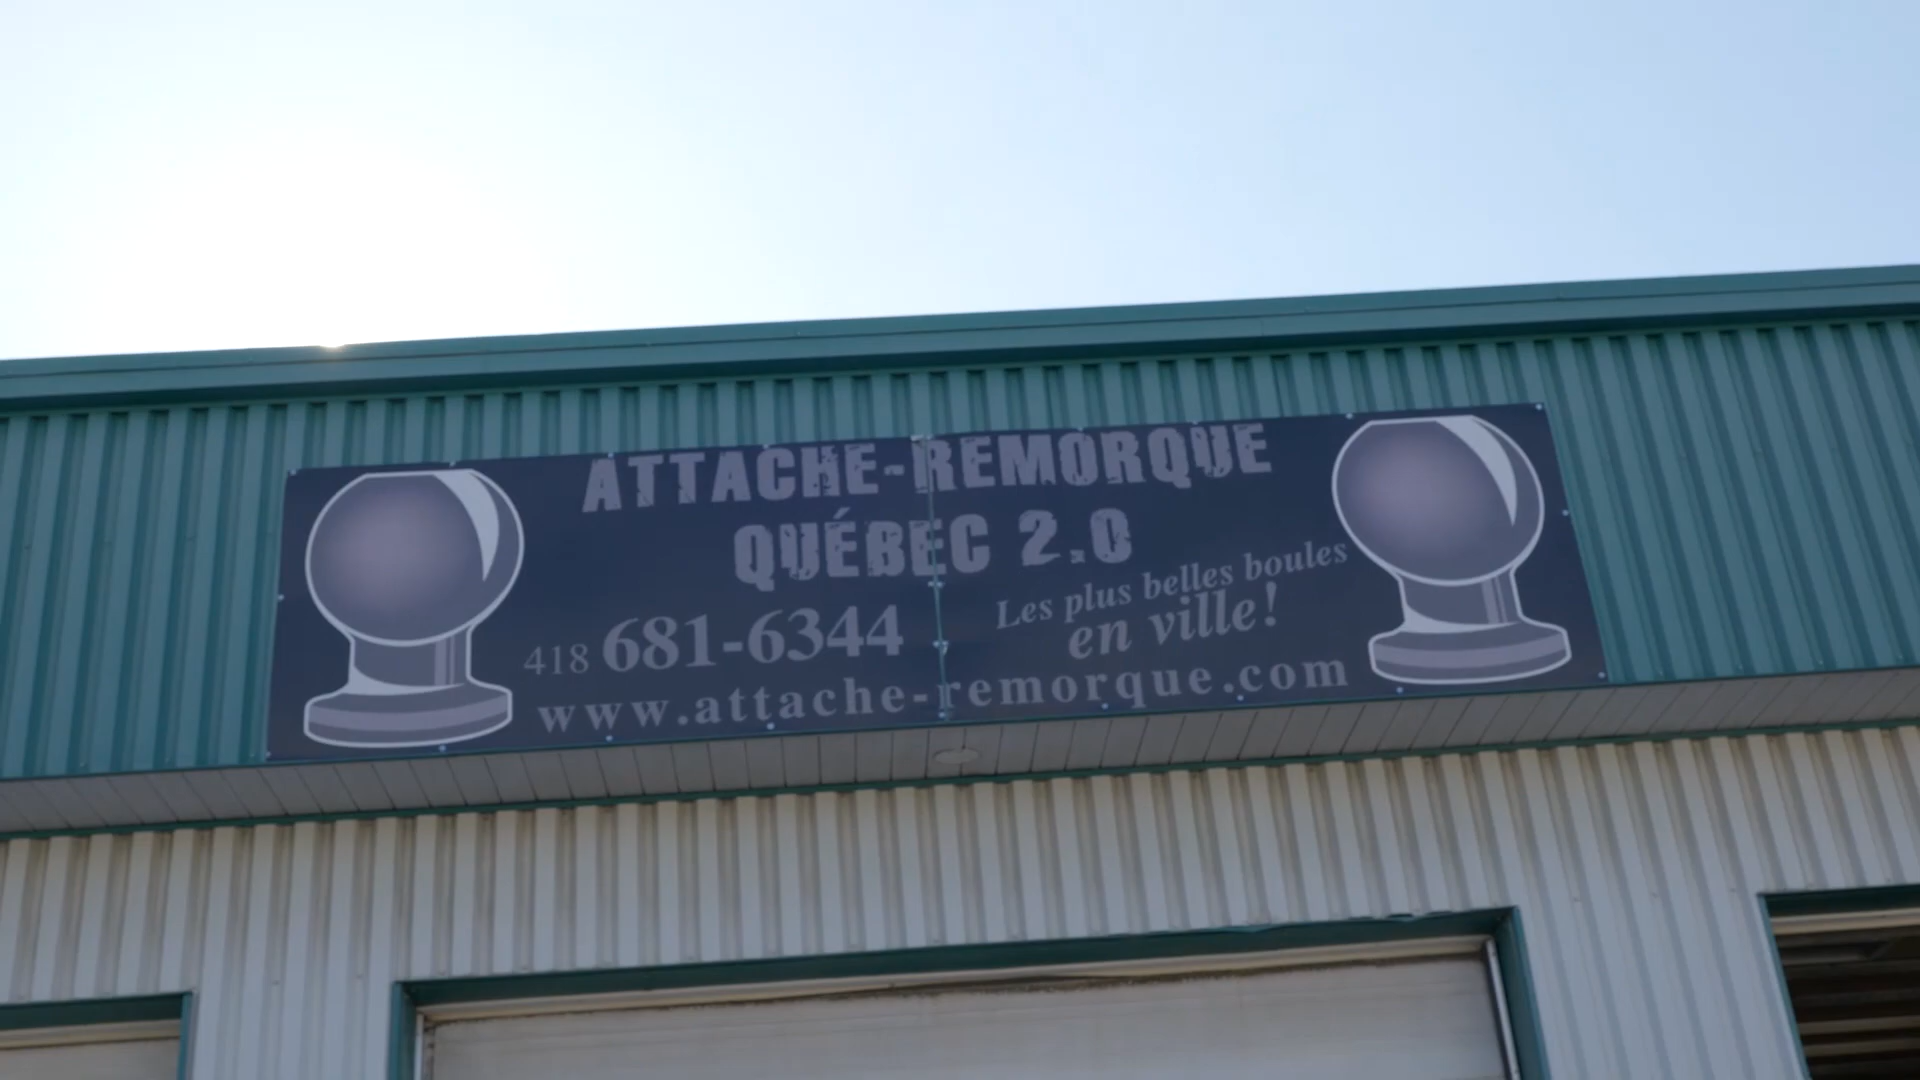 ATTACHE-REMORQUE
QUÉBEC 2.0
418 681-6344
Les plus belles boules
en ville!
www.attache-remorque.com